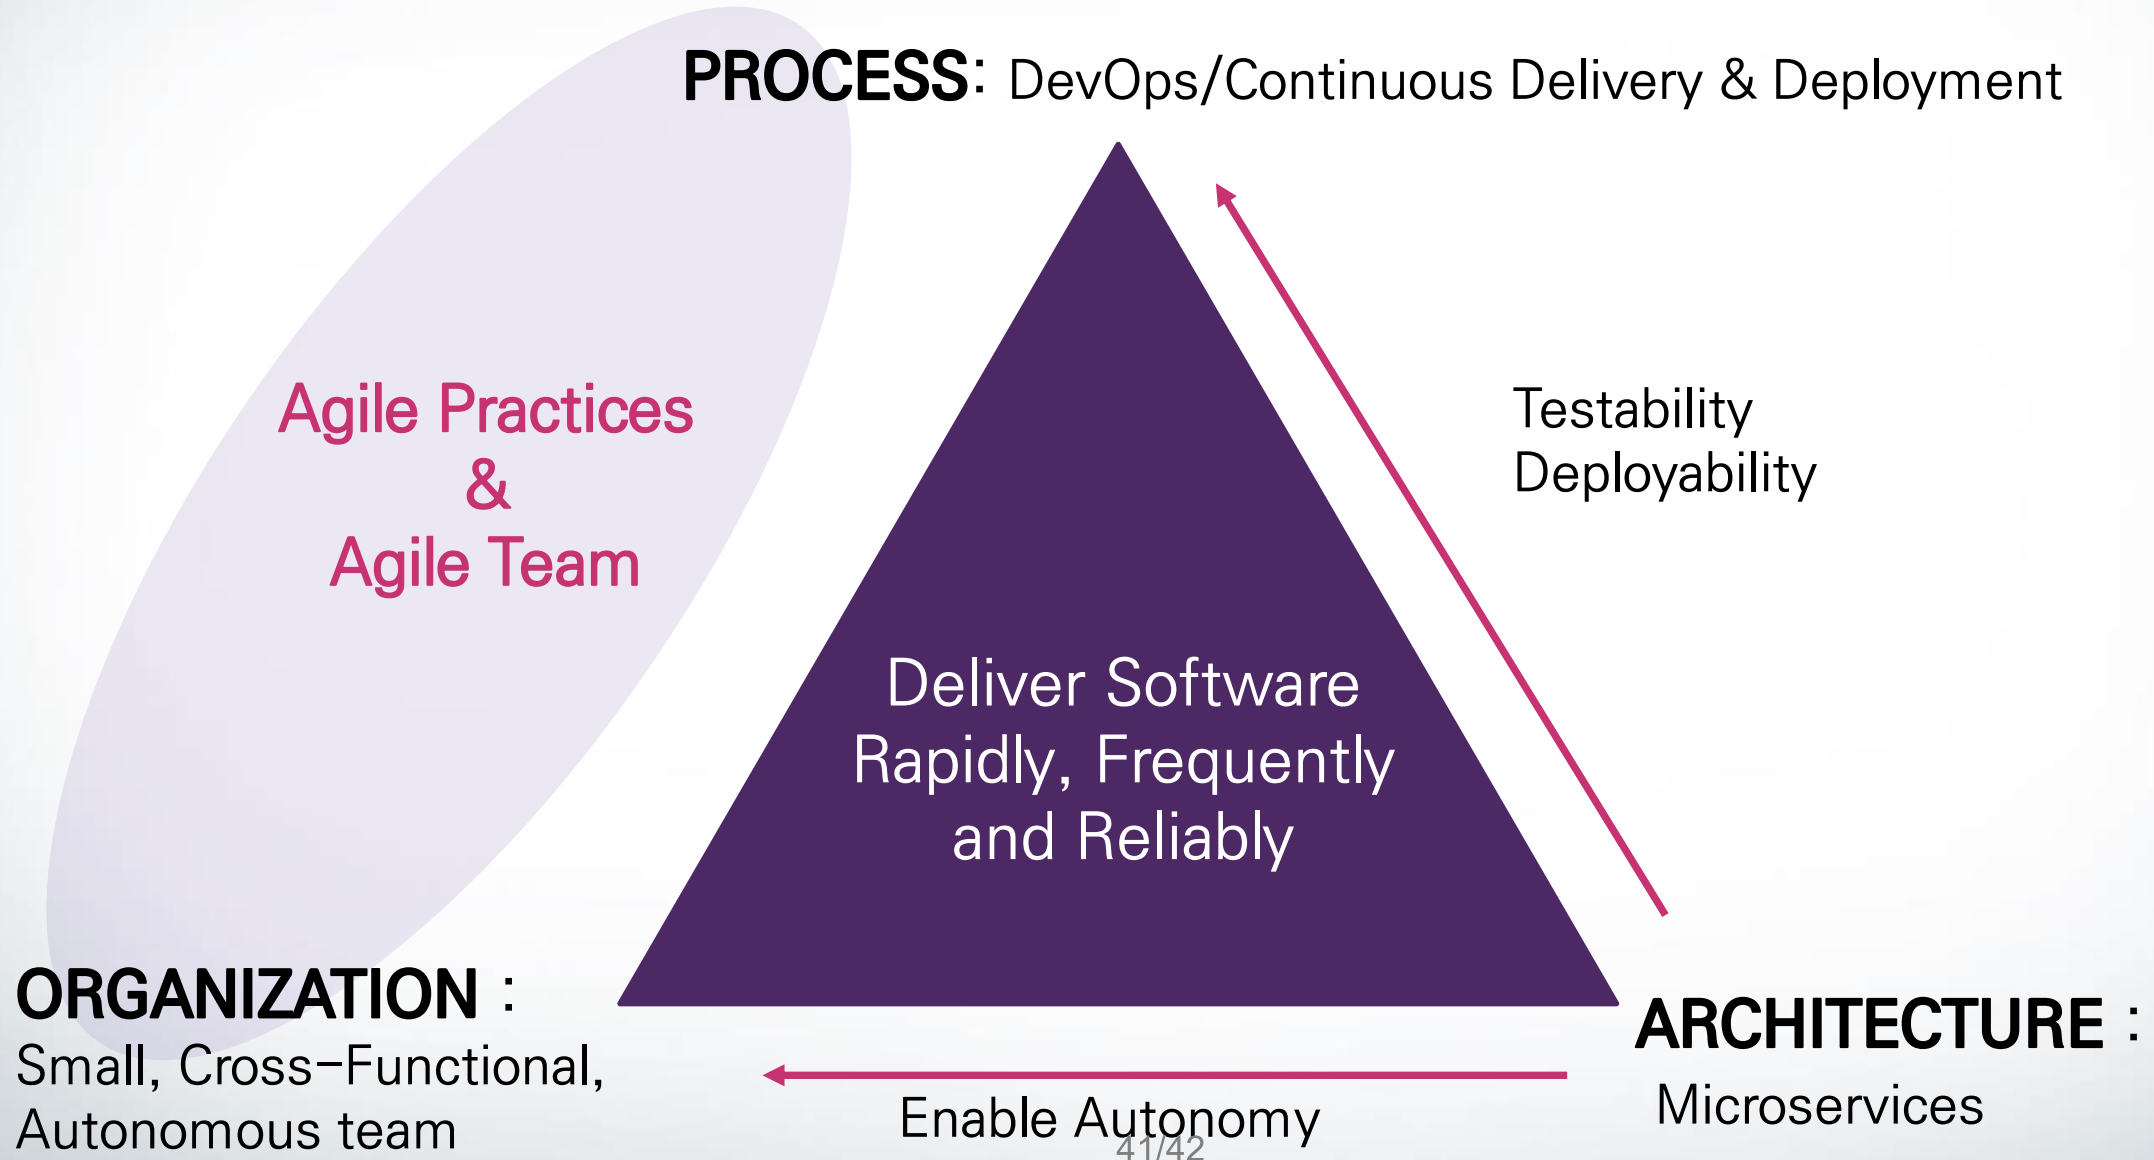 PROCESS: DevOps/Continuous Delivery & Deployment
Agile Practices
&
Agile Team
Testability
Deployability
Deliver Software
Rapidly, Frequently
and Reliably
ORGANIZATION :
Small, Cross-Functional,
Autonomous team
Enable Autonomy
ARCHITECTURE :
Microservices
41/42